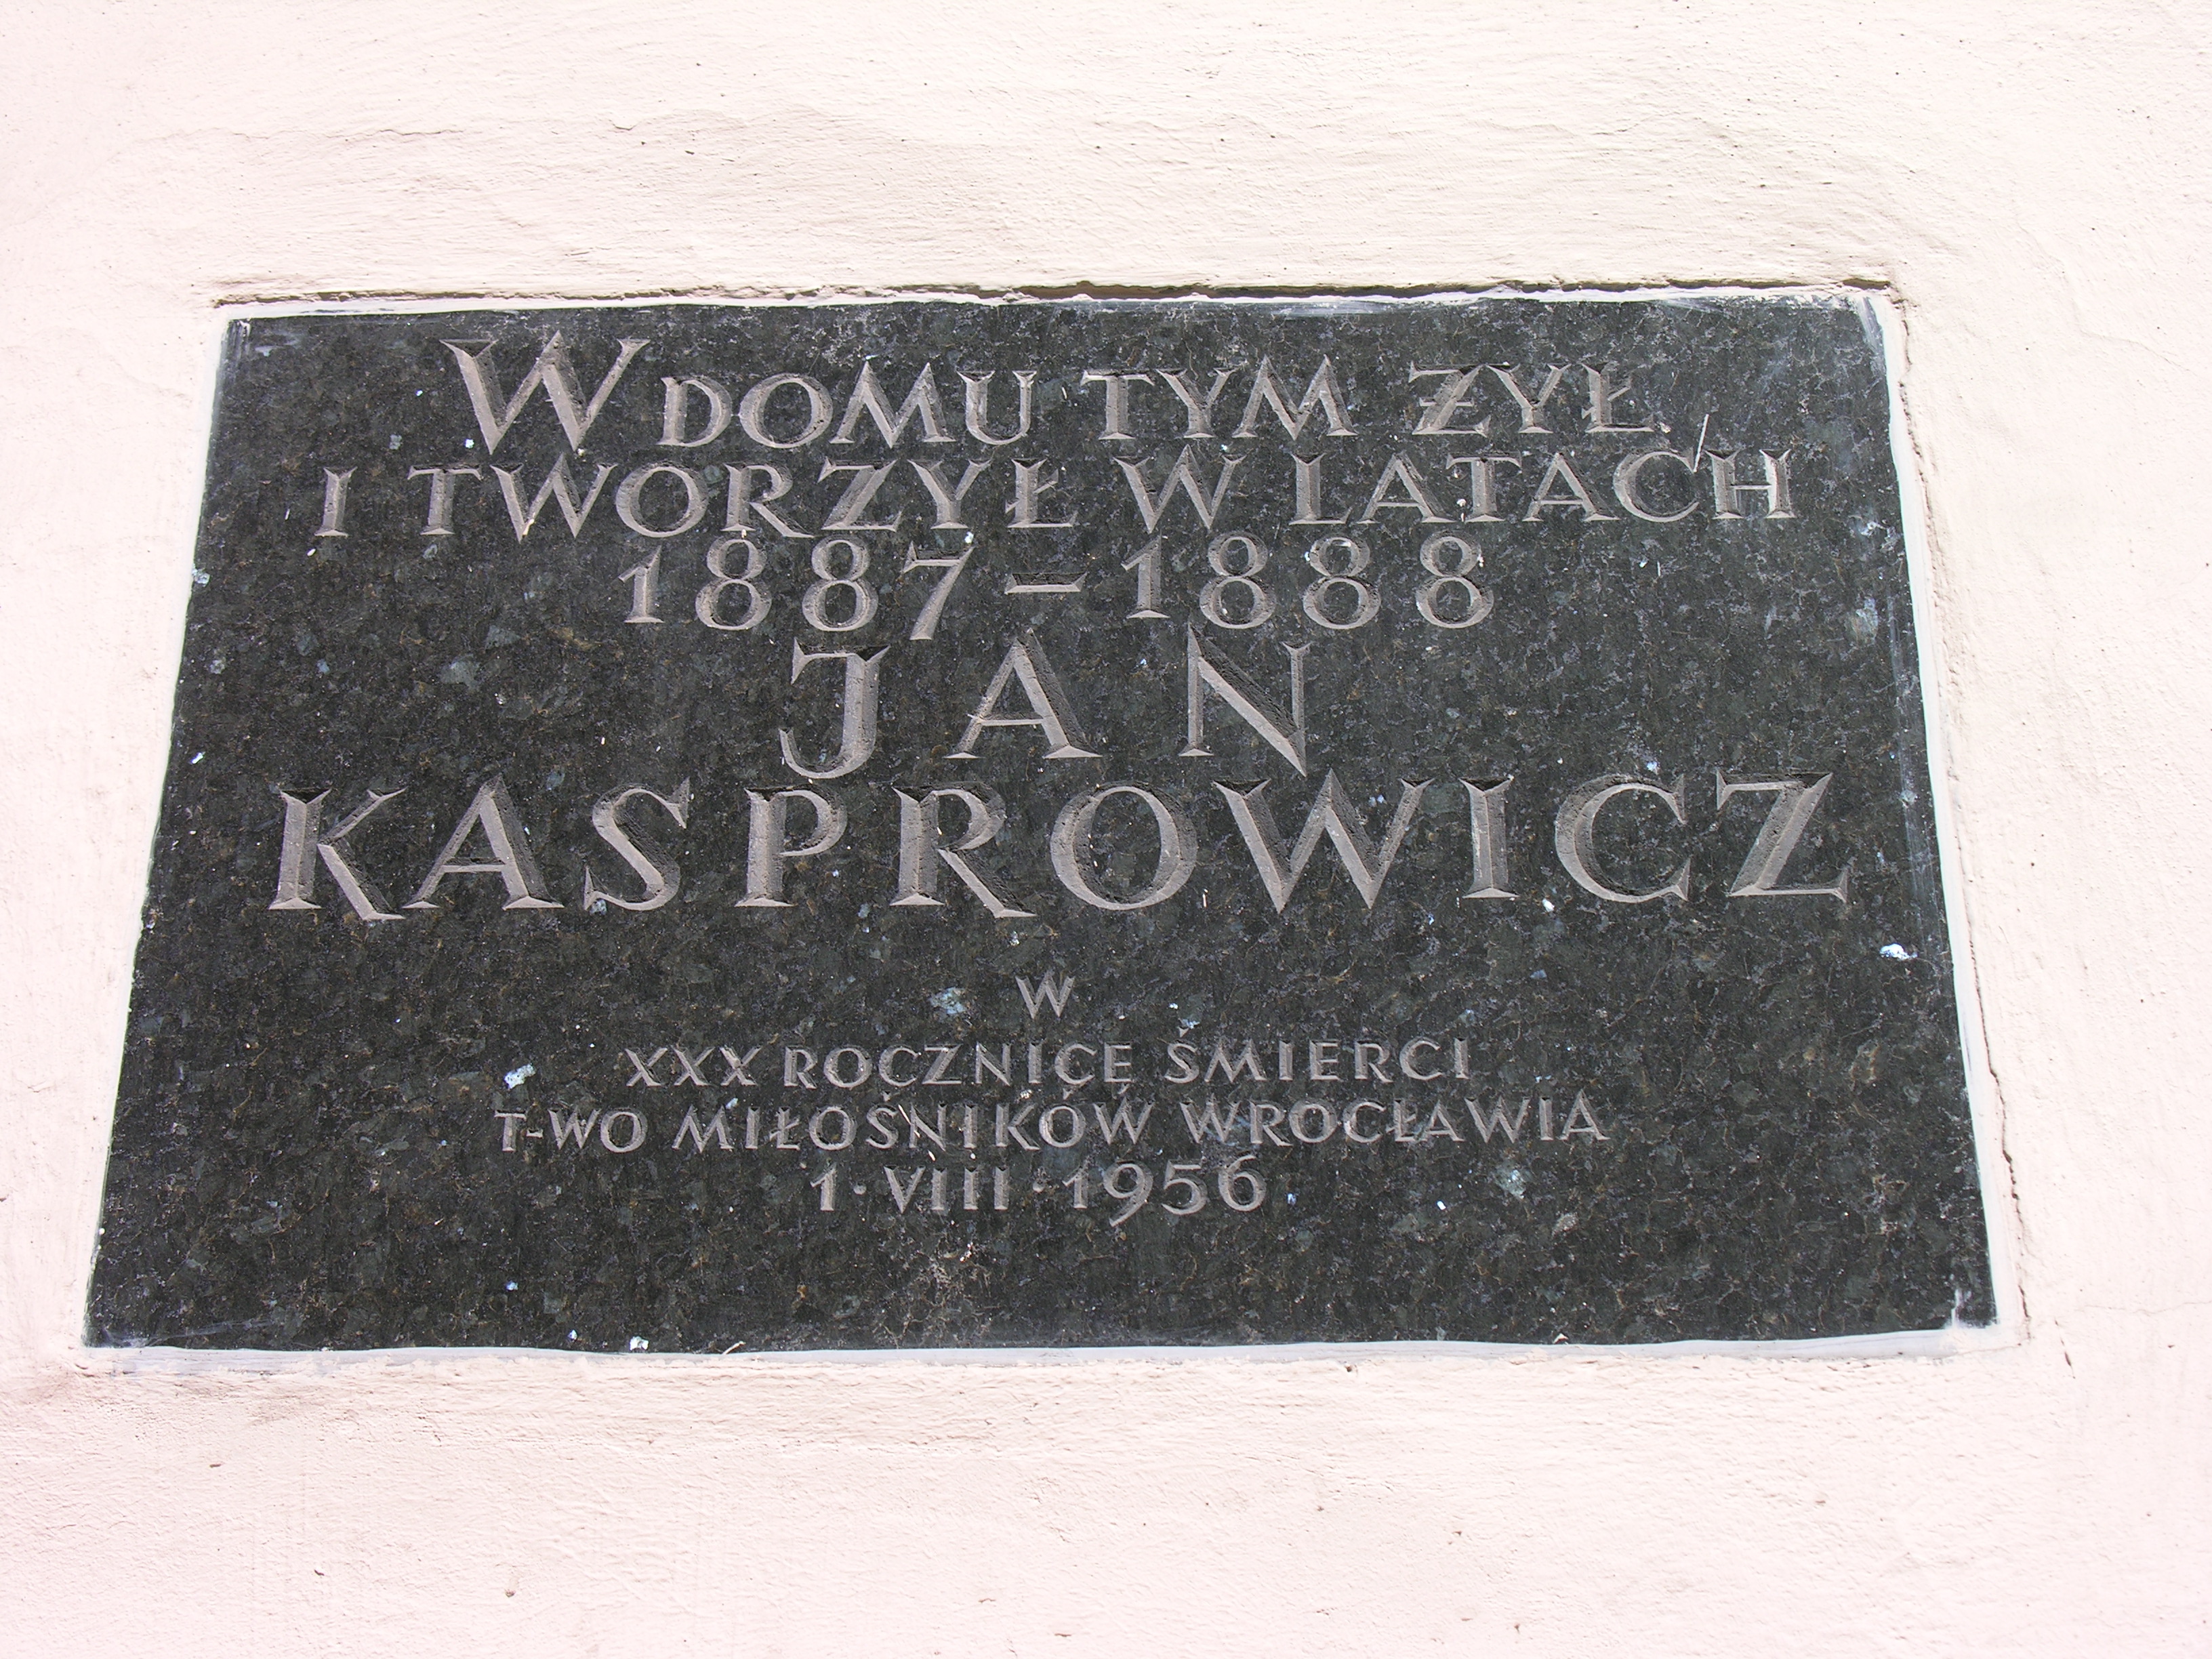 W DOMU TYM ŻYŁ
I TWORZYŁ W LATACH
1887 – 1888
JAN
KASPROWICZ
W
XXX ROCZNICĘ ŚMIERCI
T-WO MIŁOŚNIKÓW WROCŁAWIA
1·VIII·1956